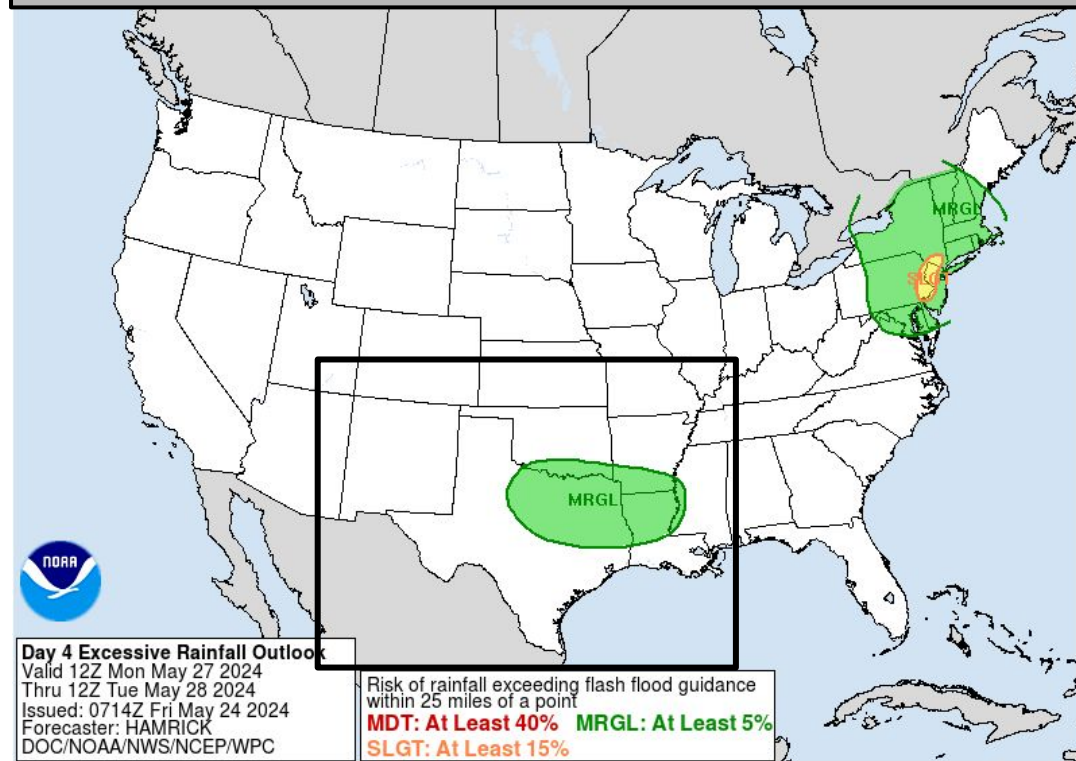 MRGL
SLGT
MRGL
NOAA
Day 4 Excessive Rainfall Outlook
Valid 12Z Mon May 27 2024
Thru 12Z Tue May 28 2024
Issued: 0714Z Fri May 24 2024
Forecaster: HAMRICK
DOC/NOAA/NWS/NCEP/WPC
Risk of rainfall exceeding flash flood guidance
within 25 miles of a point
MDT: At Least 40% MRGL: At Least 5%
SLGT: At Least 15%